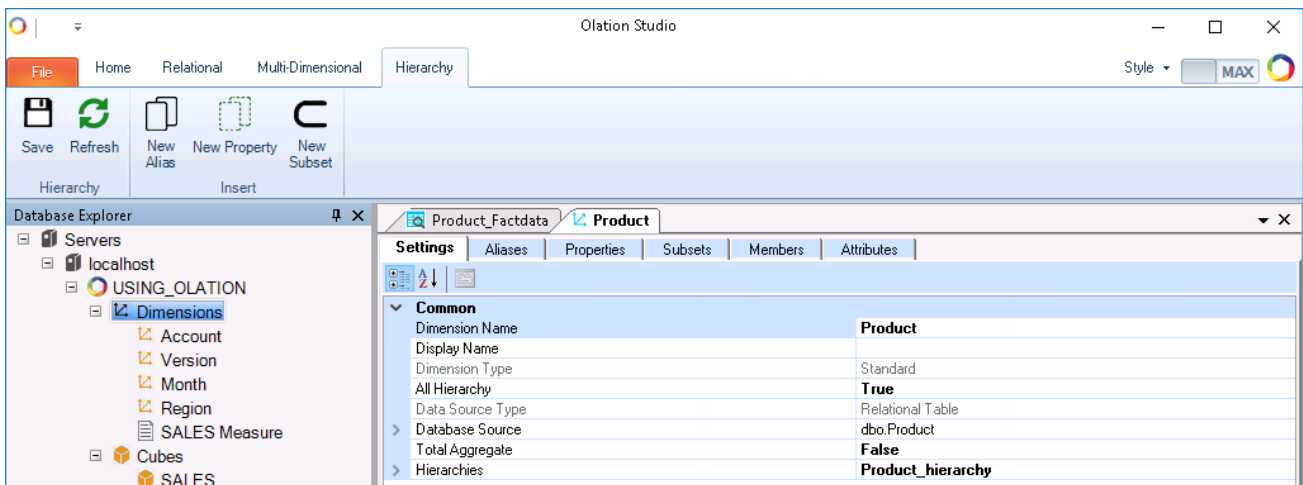 Olation Studio
File Home Relational Multi-Dimensional Hierarchy Style MAX
Save Refresh New Alias New Property New Subset
Hierarchy Insert
Database Explorer
Servers
localhost
USING_OLATION
Dimensions
Account
Version
Month
Region
SALES Measure
Cubes
SALES
Product_Factdata Product
Settings Aliases Properties Subsets Members Attributes
Common
Dimension Name Product
Display Name
Dimension Type Standard
All Hierarchy True
Data Source Type Relational Table
Database Source dbo.Product
Total Aggregate False
Hierarchies Product_hierarchy